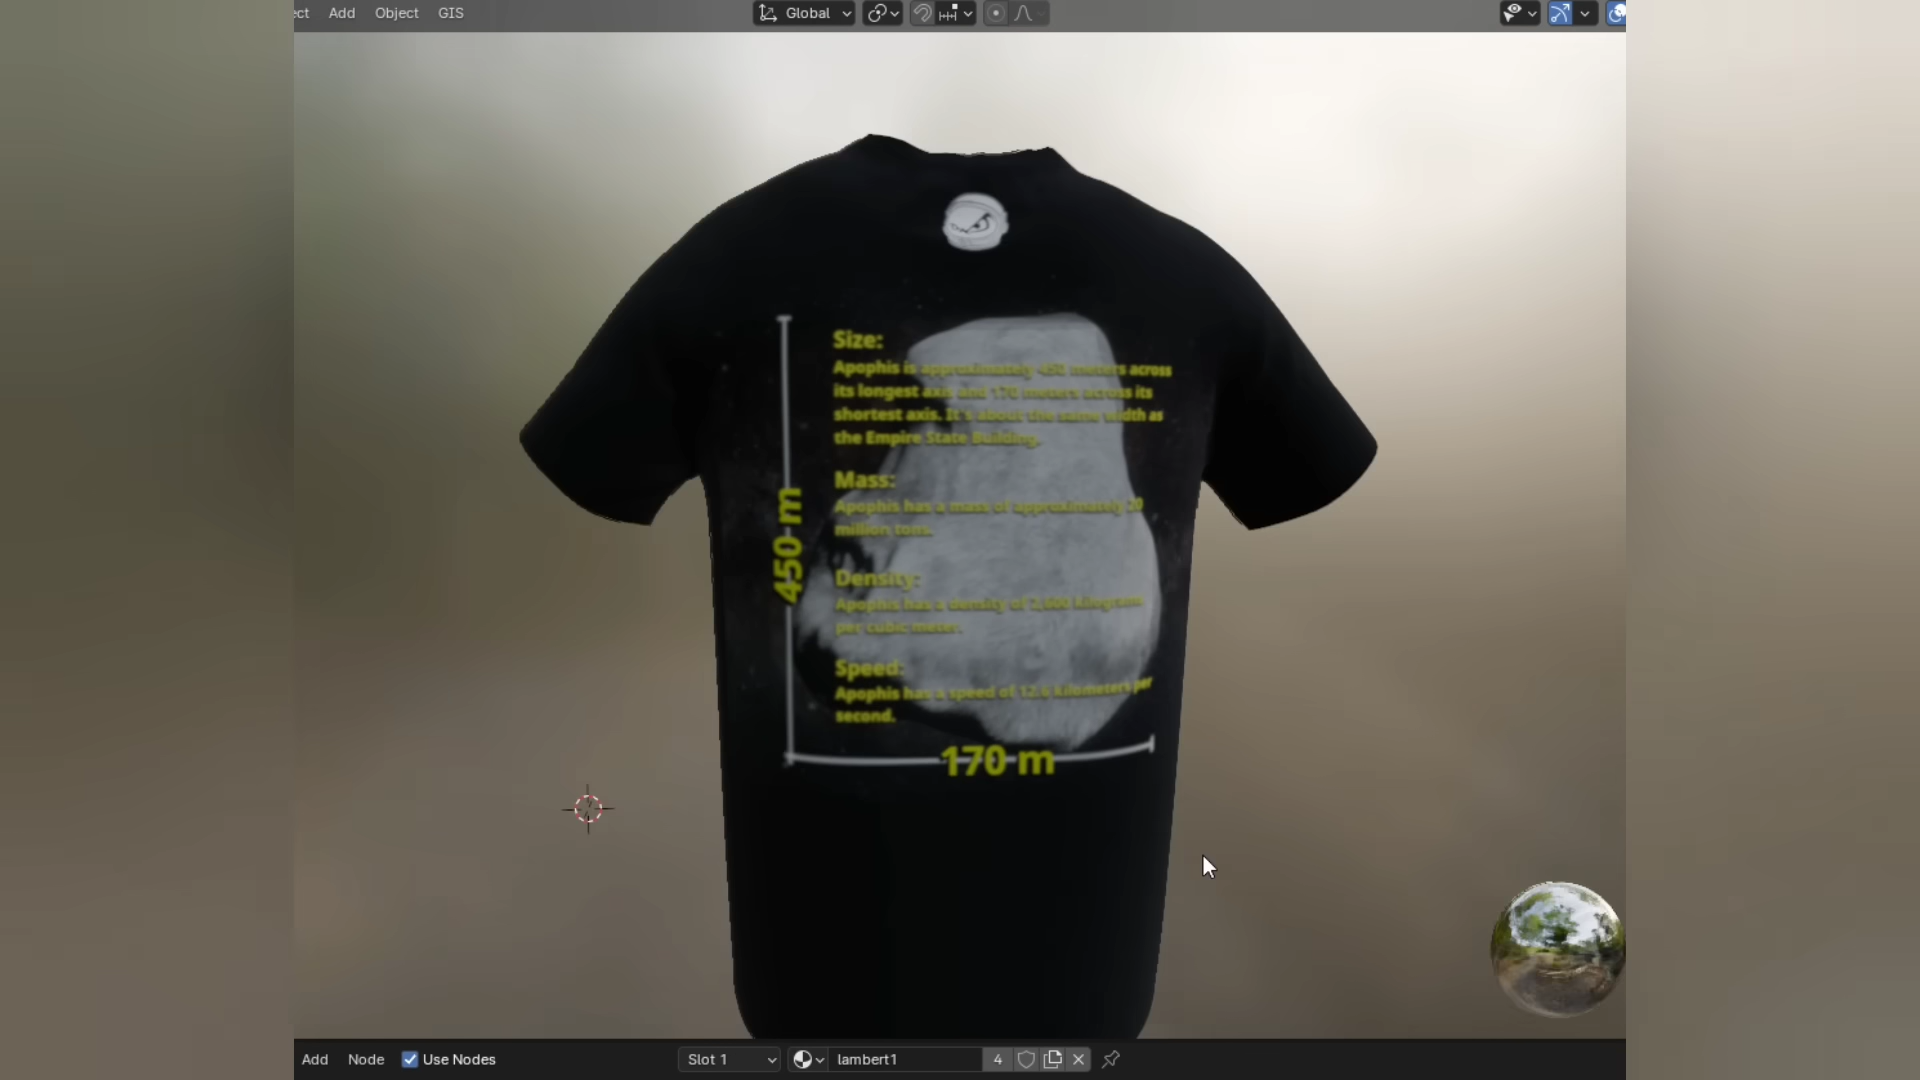 Add Object GIS Global
Size:
Apophis is approximately 450 meters across
its longest axis and 170 meters across its
shortest axis. It's about the same width as
the Empire State Building.
Mass:
Apophis has a mass of approximately 20
million tons.
450 m
Density:
Apophis has a density of 2,600 kilograms
per cubic meter.
Speed:
Apophis has a speed of 12.6 kilometers per
second.
170 m
Add Node Use Nodes Slot 1 lambert1 4